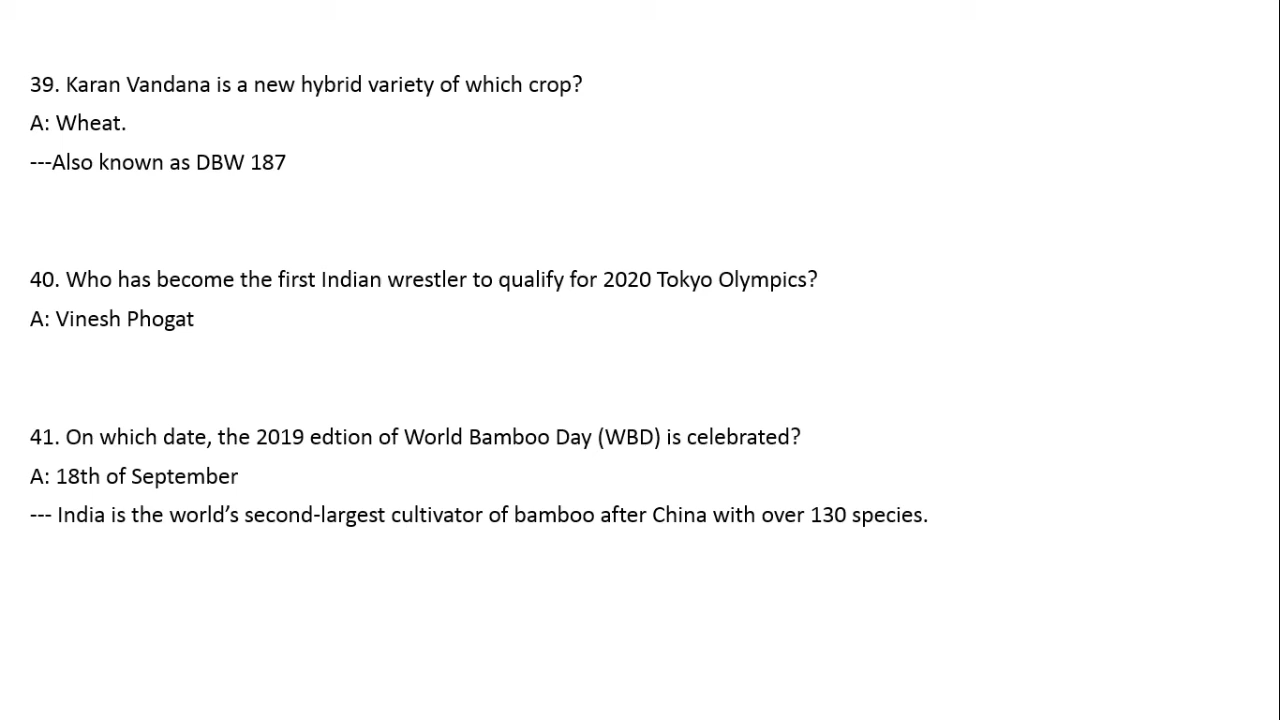 39. Karan Vandana is a new hybrid variety of which crop?
A: Wheat.
---Also known as DBW 187
40. Who has become the first Indian wrestler to qualify for 2020 Tokyo Olympics?
A: Vinesh Phogat
41. On which date, the 2019 edtion of World Bamboo Day (WBD) is celebrated?
A: 18th of September
--- India is the world’s second-largest cultivator of bamboo after China with over 130 species.